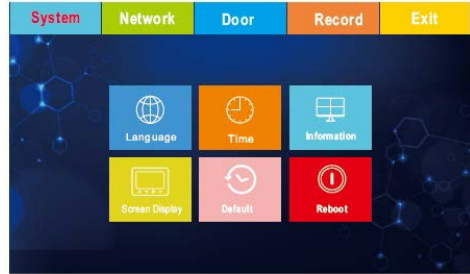 System Network Door Record Exit
Language Time Information
Screen Display Default Reboot